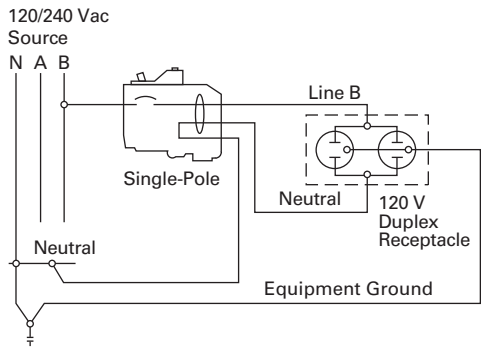 120/240 Vac
Source
N A B
Line B
Single-Pole
Neutral
120 V
Duplex
Receptacle
Neutral
Equipment Ground